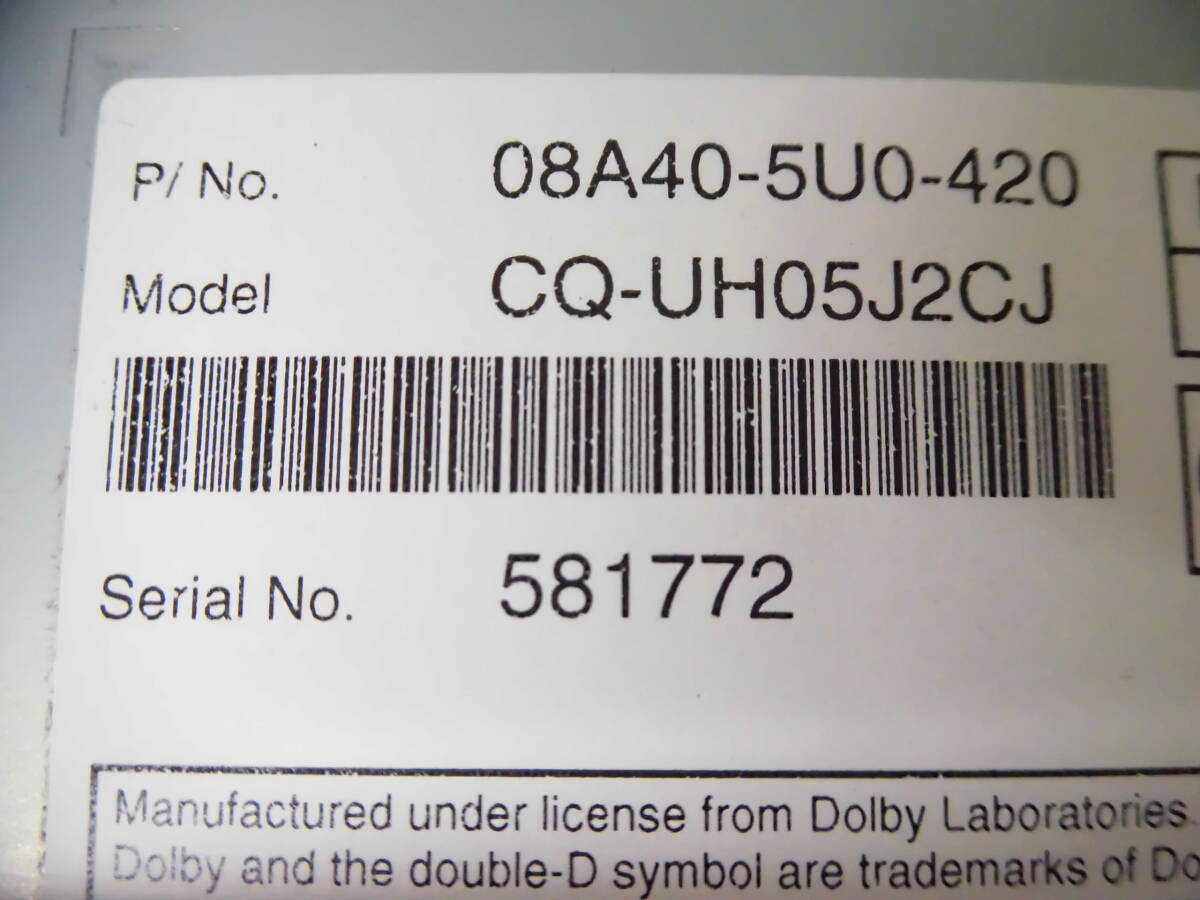 P/ No. 08A40-5U0-420
Model CQ-UH05J2CJ
Serial No. 581772
Manufactured under license from Dolby Laboratories.
Dolby and the double-D symbol are trademarks of